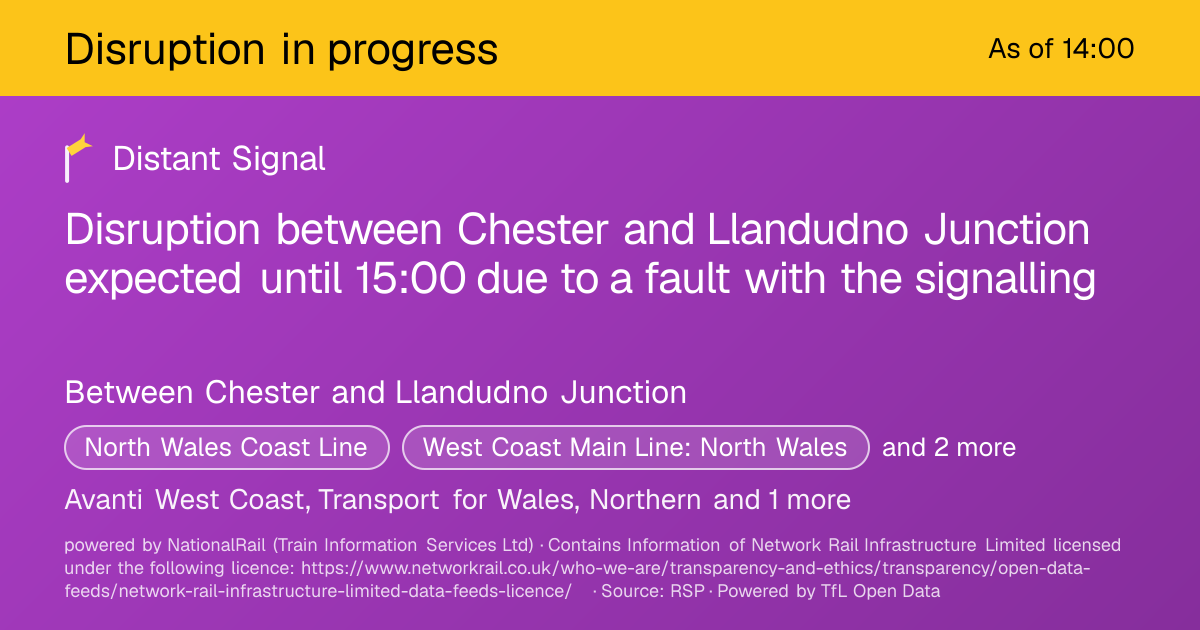 Disruption in progress
As of 14:00
Distant Signal
Disruption between Chester and Llandudno Junction
expected until 15:00 due to a fault with the signalling
Between Chester and Llandudno Junction
North Wales Coast Line
West Coast Main Line: North Wales
and 2 more
Avanti West Coast, Transport for Wales, Northern and 1 more
powered by NationalRail (Train Information Services Ltd) · Contains Information of Network Rail Infrastructure Limited licensed
under the following licence: https://www.networkrail.co.uk/who-we-are/transparency-and-ethics/transparency/open-data-
feeds/network-rail-infrastructure-limited-data-feeds-licence/ · Source: RSP · Powered by TfL Open Data